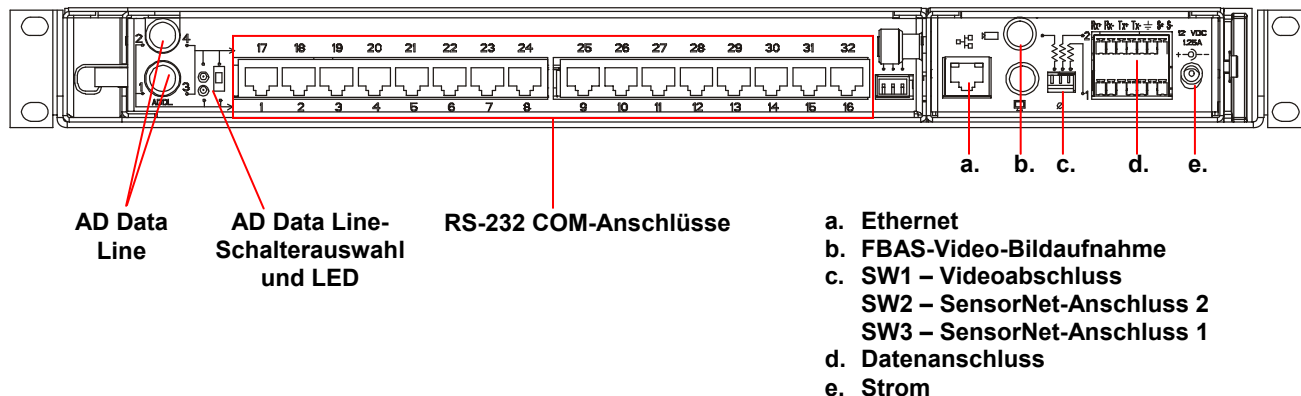 Rx+ Rx- Tx+ Tx- S+ S-
12 VDC
1.25A
+ -
2 4
17 18 19 20 21 22 23 24 25 26 27 28 29 30 31 32
2
1 3
1
ADDL
1 2 3 4 5 6 7 8 9 10 11 12 13 14 15 16
a. b. c. d. e.
AD Data
Line
AD Data Line-
Schalterauswahl
und LED
RS-232 COM-Anschlüsse
a. Ethernet
b. FBAS-Video-Bildaufnahme
c. SW1 – Videoabschluss
SW2 – SensorNet-Anschluss 2
SW3 – SensorNet-Anschluss 1
d. Datenanschluss
e. Strom